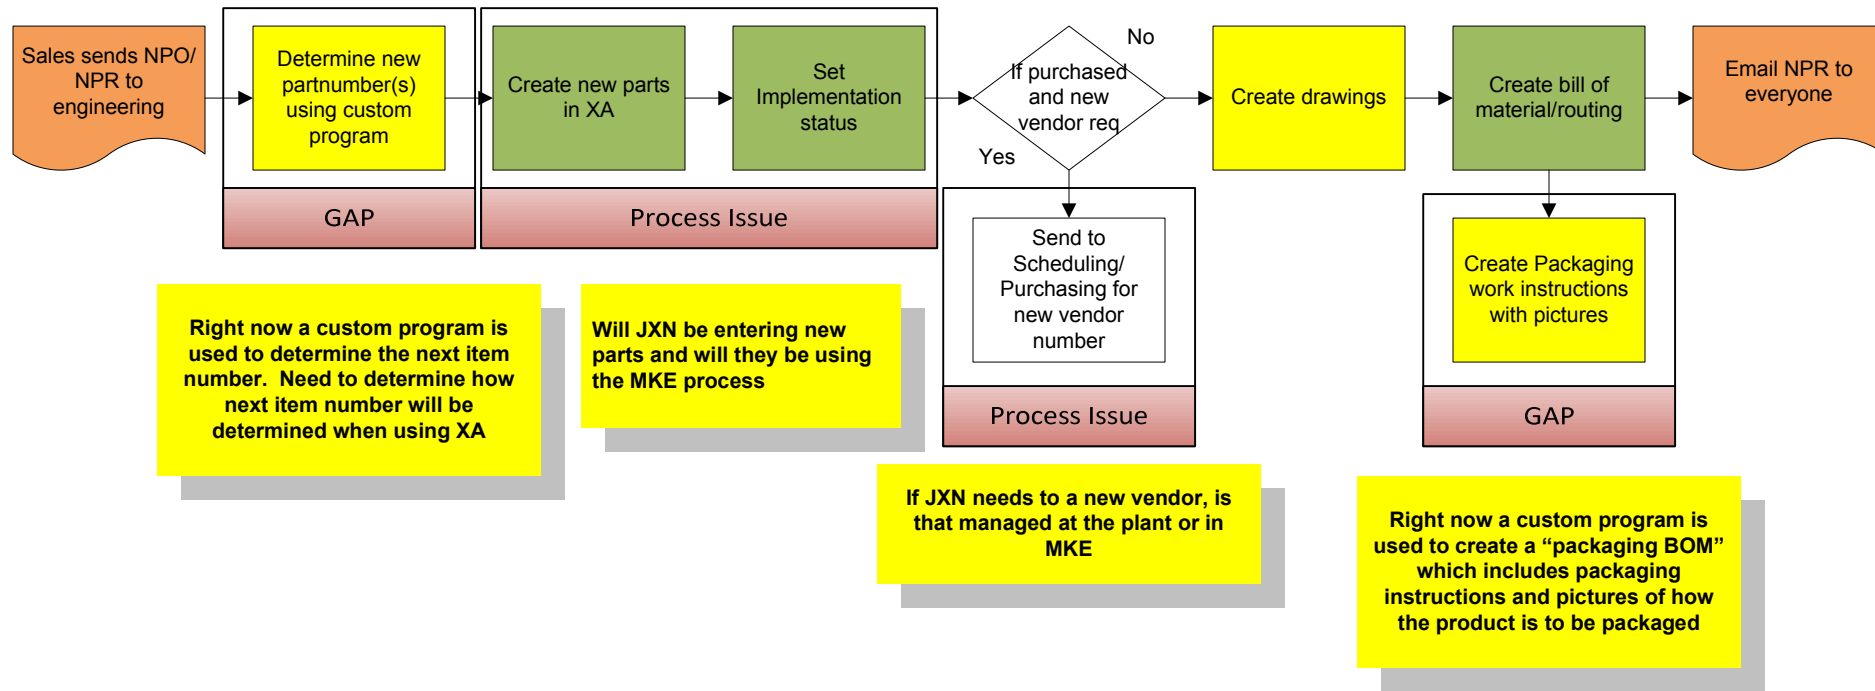 Sales sends NPO/
NPR to
engineering
Determine new
partnumber(s)
using custom
program
Create new parts
in XA
Set
Implementation
status
No
If purchased
and new
vendor req
Yes
Create drawings
Create bill of
material/routing
Email NPR to
everyone
GAP
Process Issue
Send to
Scheduling/
Purchasing for
new vendor
number
Process Issue
Create Packaging
work instructions
with pictures
GAP
Right now a custom program is
used to determine the next item
number.  Need to determine how
next item number will be
determined when using XA
Will JXN be entering new
parts and will they be using
the MKE process
If JXN needs to a new vendor, is
that managed at the plant or in
MKE
Right now a custom program is
used to create a “packaging BOM”
which includes packaging
instructions and pictures of how
the product is to be packaged